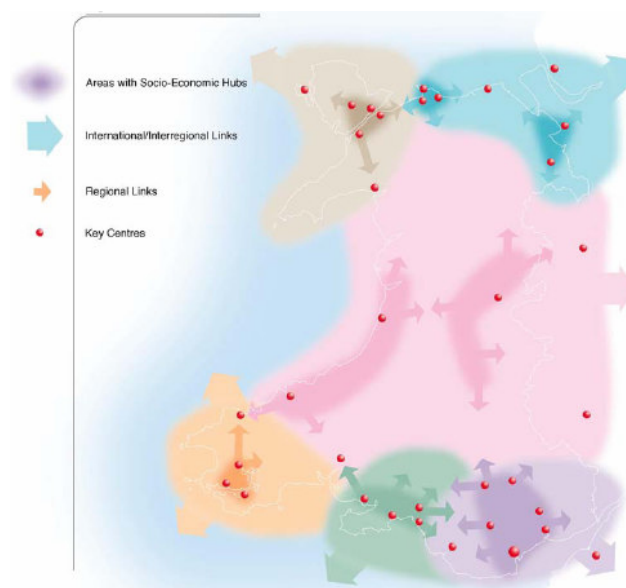 Areas with Socio-Economic Hubs
International/Interregional Links
Regional Links
Key Centres